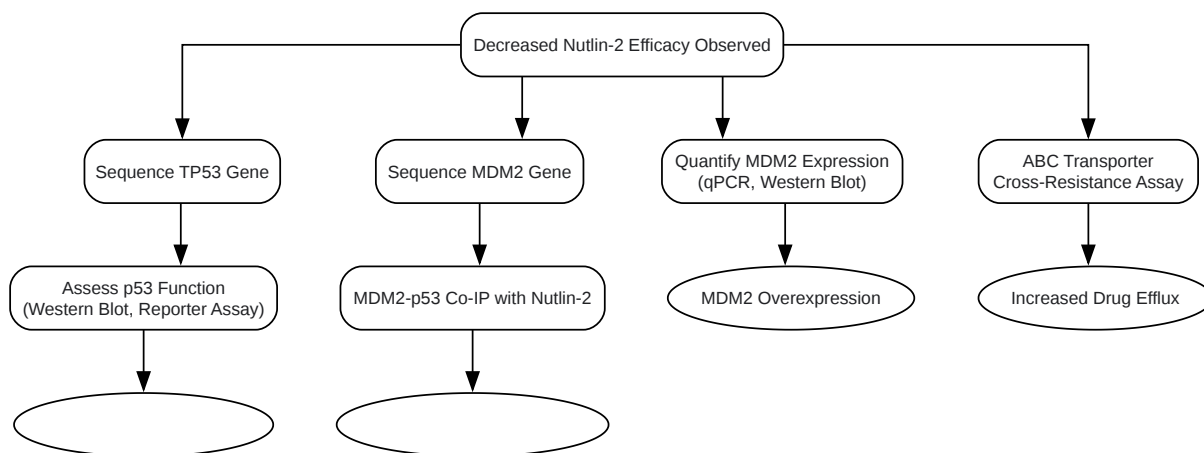 Decreased Nutlin-2 Efficacy Observed
Sequence TP53 Gene
Sequence MDM2 Gene
Quantify MDM2 Expression
(qPCR, Western Blot)
ABC Transporter
Cross-Resistance Assay
Assess p53 Function
(Western Blot, Reporter Assay)
MDM2-p53 Co-IP with Nutlin-2
MDM2 Overexpression
Increased Drug Efflux